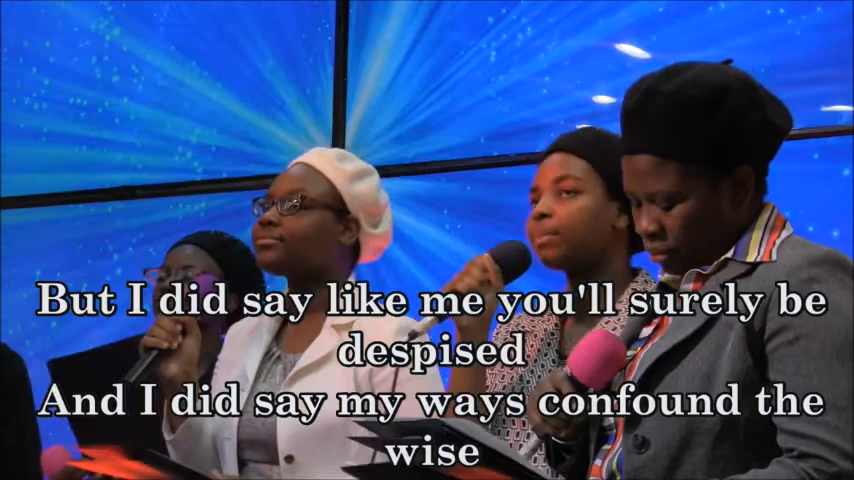 But I did say like me you'll surely be
despised
And I did say my ways confound the
wise